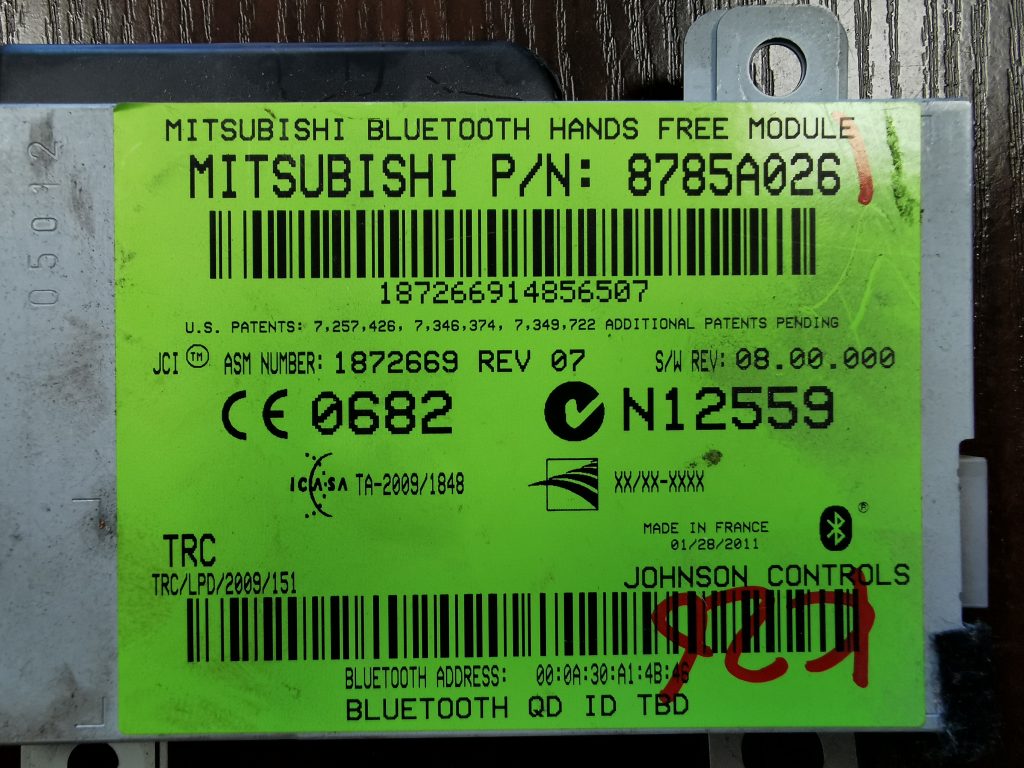 MITSUBISHI BLUETOOTH HANDS FREE MODULE
MITSUBISHI P/N: 8785A026
187266914856507
U.S. PATENTS: 7,257,426, 7,346,374, 7,349,722 ADDITIONAL PATENTS PENDING
JCI ™ ASM NUMBER: 1872669 REV 07 S/W REV: 08.00.000
CE 0682 N12559
ICASA TA-2009/1848 XX/XX-XXXX
MADE IN FRANCE
01/28/2011 ®
TRC
TRC/LPD/2009/151
JOHNSON CONTROLS
BLUETOOTH ADDRESS: 00:0A:30:A1:4B:46
BLUETOOTH QD ID TBD
05012